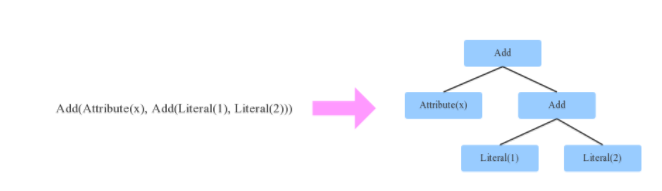 Add
Add(Attribute(x), Add(Literal(1), Literal(2)))
Attribute(x)
Add
Literal(1)
Literal(2)